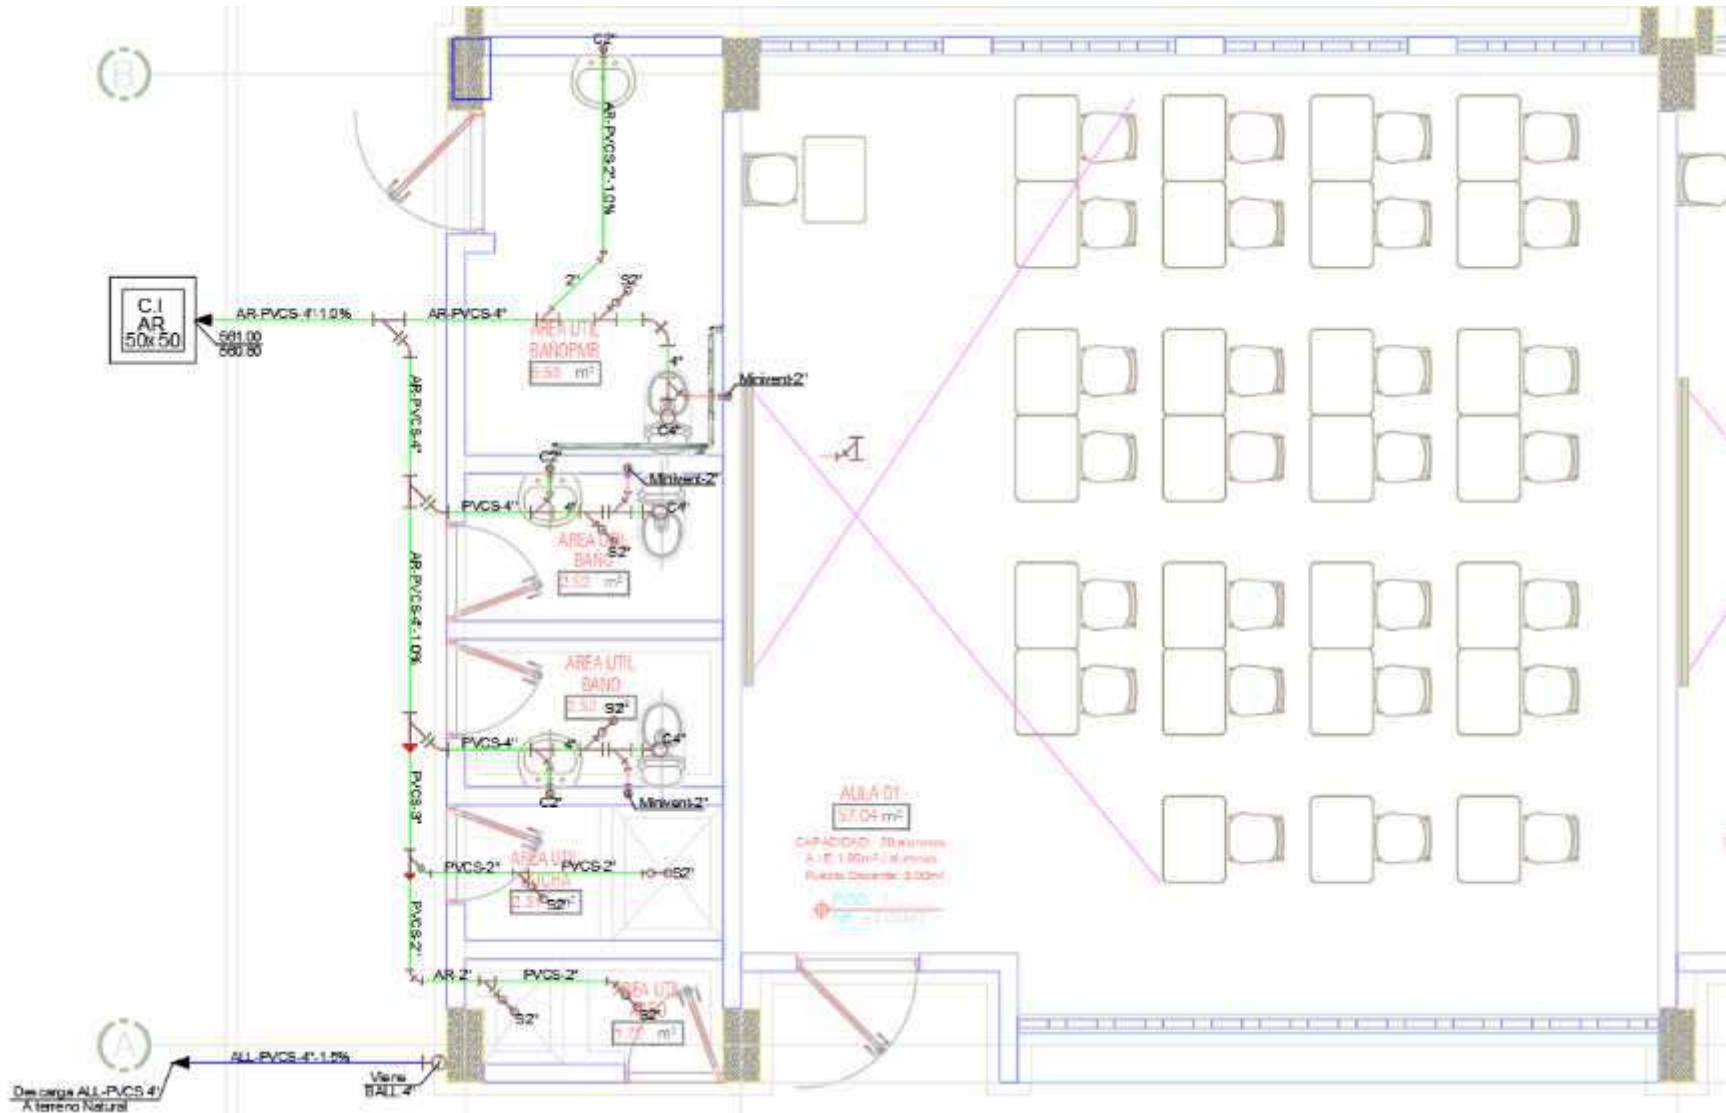 B
C2"
AR-PVCS-2"-1.0%
2"
S2"
C.I
AR
50x50
AR-PVCS-4"-1.0%
561.00
560.80
AR-PVCS-4"
AREA UTIL
BAÑOPMR
m²
4"
Minivent-2"
C4"
AR-PVCS-4"
C2"
Minivent-2"
PVCS-4"
4"
C4"
S2"
AREA UTIL
BAÑO
m²
AR-PVCS-4"-1.0%
AREA UTIL
BAÑO
S2"
PVCS-4"
4"
C4"
C2"
Minivent-2"
PVCS-3"
AULA 01
57.04 m²
PVCS-2"
AREA UTIL
PVCS-2"
S2"
S2"
PVCS-2"
AR-2"
PVCS-2"
AREA UTIL
S2"
S2"
m²
A
ALL-PVCS-4"-1.5%
Viene
BALL 4"
Descarga ALL-PVCS 4"
A terreno Natural